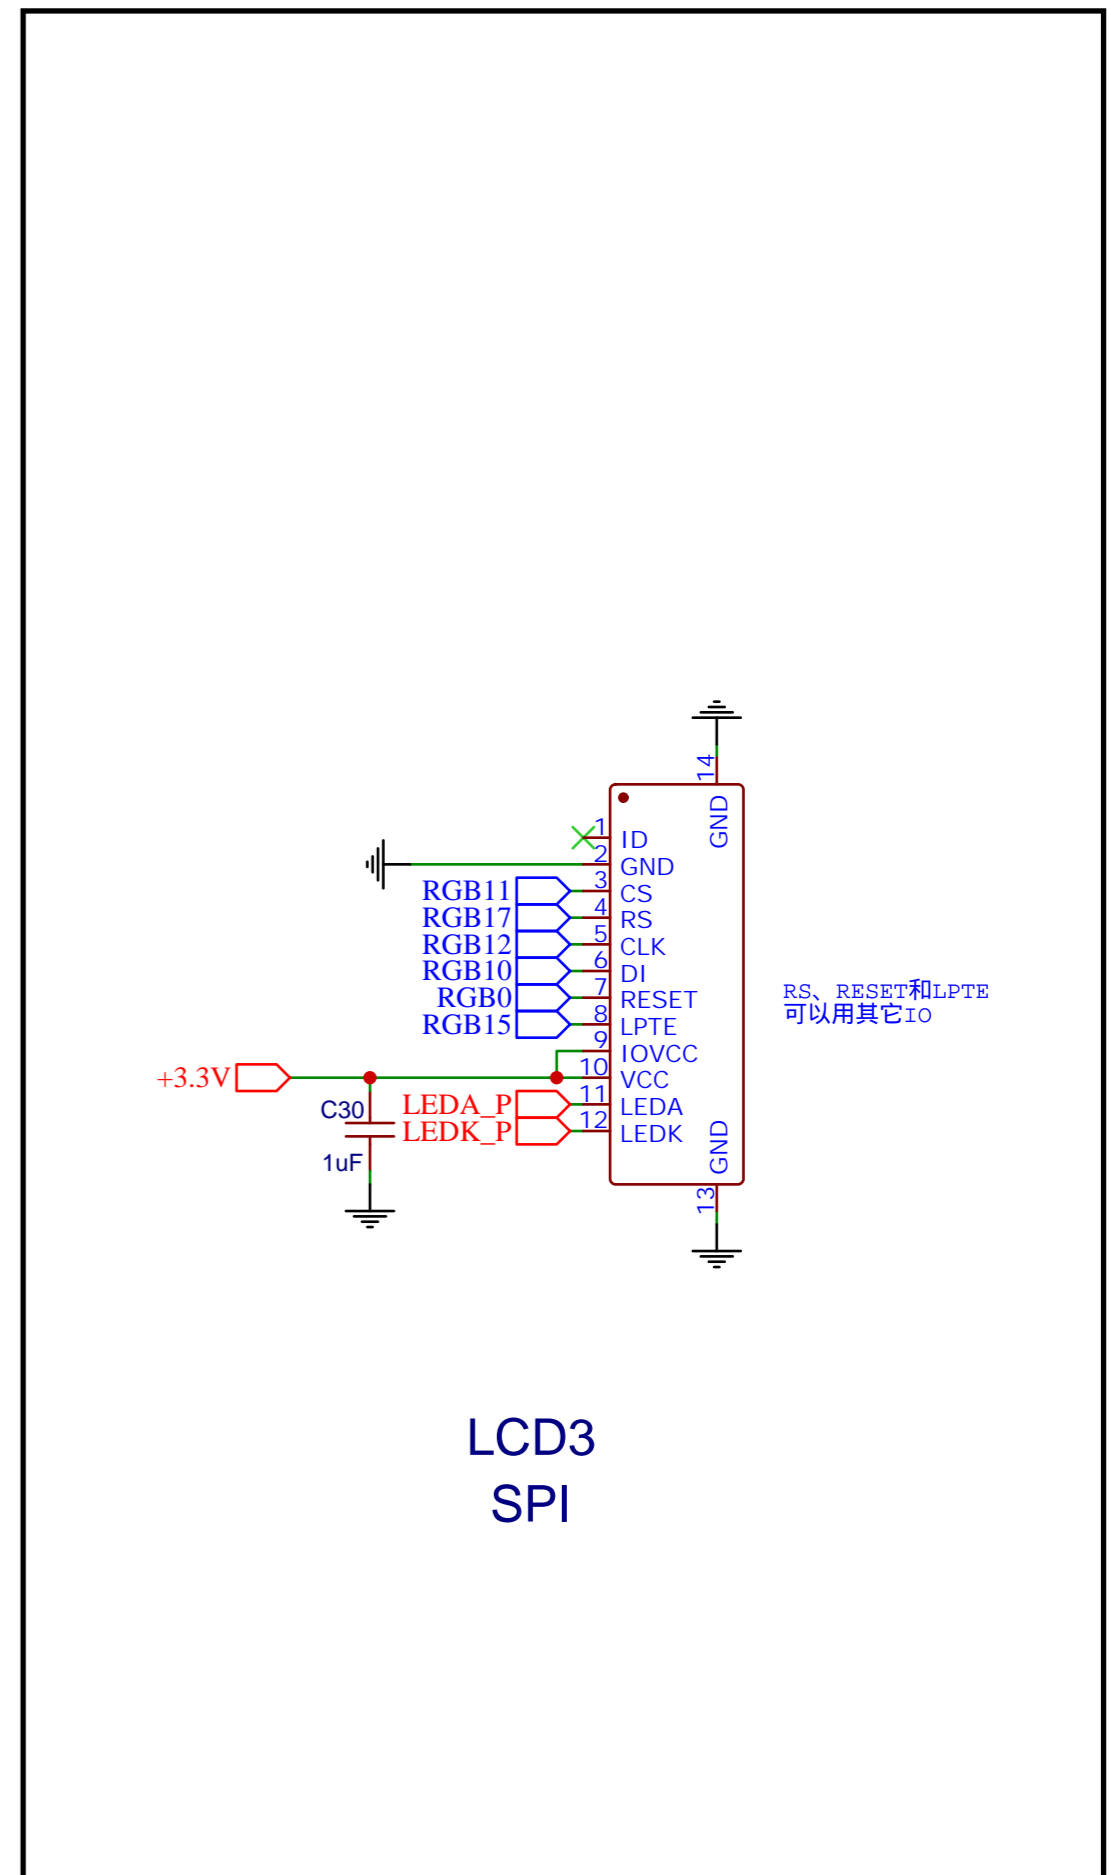 14
GND
1 ID
2 GND
RGB11 3 CS
RGB17 4 RS
RGB12 5 CLK
RGB10 6 DI
RGB0 7 RESET
RGB15 8 LPTE
9 IOVCC
+3.3V 10 VCC
LEDA_P 11 LEDA
LEDK_P 12 LEDK
C30
1uF
GND
13
RS、RESET和LPTE
可以用其它IO
LCD3
SPI